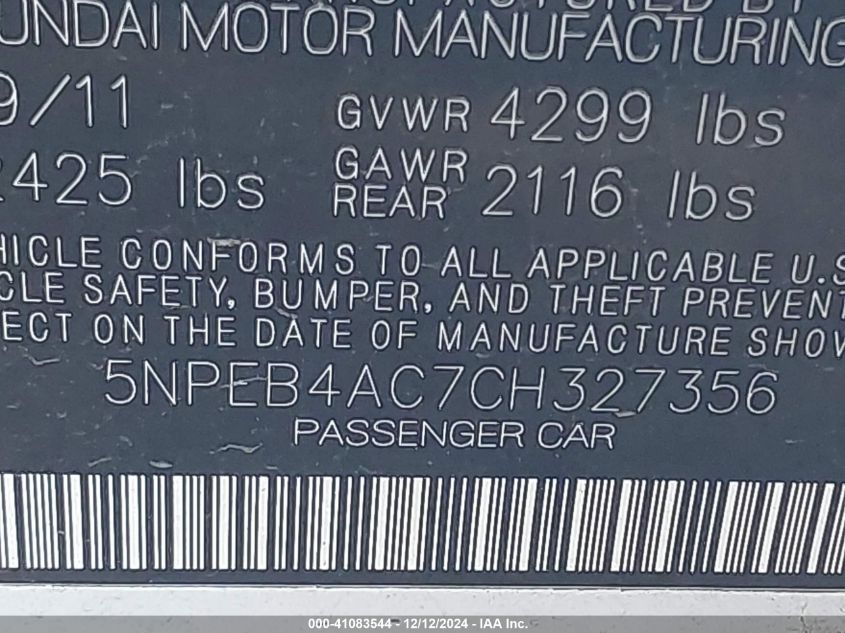 MANUFACTURED BY
UNDAI MOTOR MANUFACTURING
9/11 GVWR 4299 lbs
2425 lbs GAWR REAR 2116 lbs
HICLE CONFORMS TO ALL APPLICABLE U.S
CLE SAFETY, BUMPER, AND THEFT PREVENT
ECT ON THE DATE OF MANUFACTURE SHOW
5NPEB4AC7CH327356
PASSENGER CAR
000-41083544 - 12/12/2024 - IAA Inc.